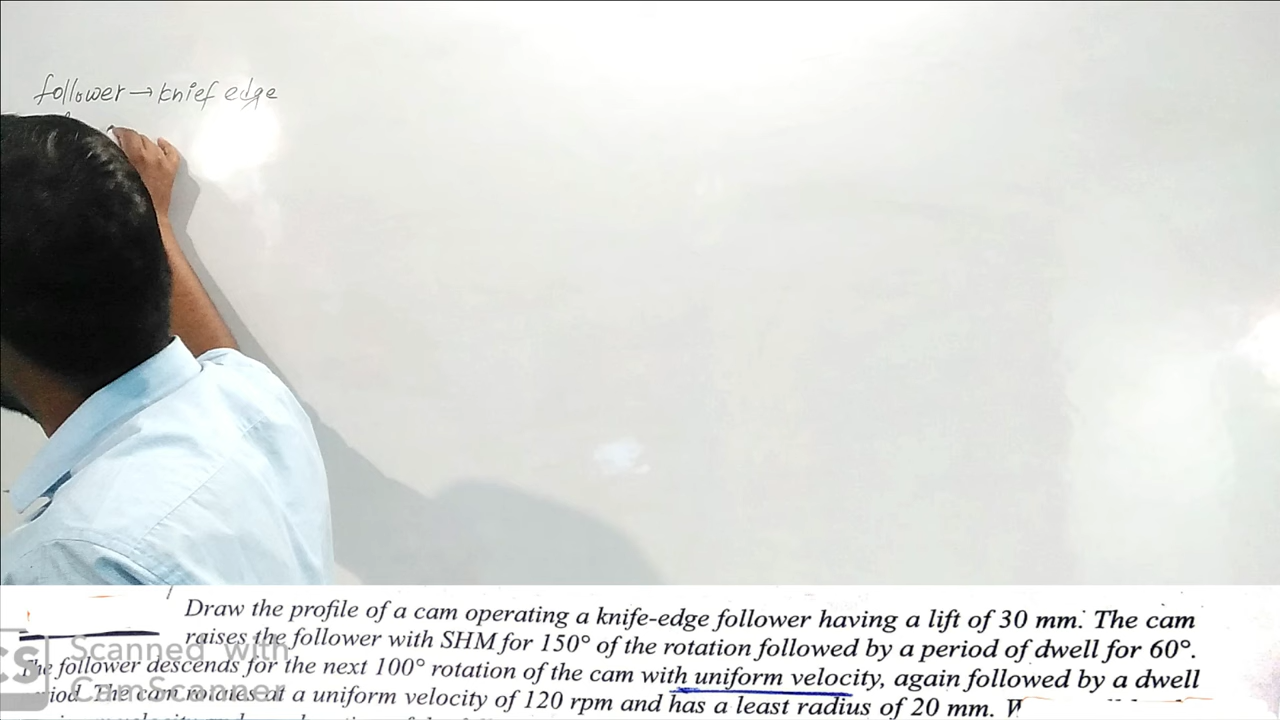 follower → knief edge
Draw the profile of a cam operating a knife-edge follower having a lift of 30 mm. The cam
raises the follower with SHM for 150° of the rotation followed by a period of dwell for 60°.
The follower descends for the next 100° rotation of the cam with uniform velocity, again followed by a dwell
The cam rotates at a uniform velocity of 120 rpm and has a least radius of 20 mm.
CS Scanned with
CamScanner